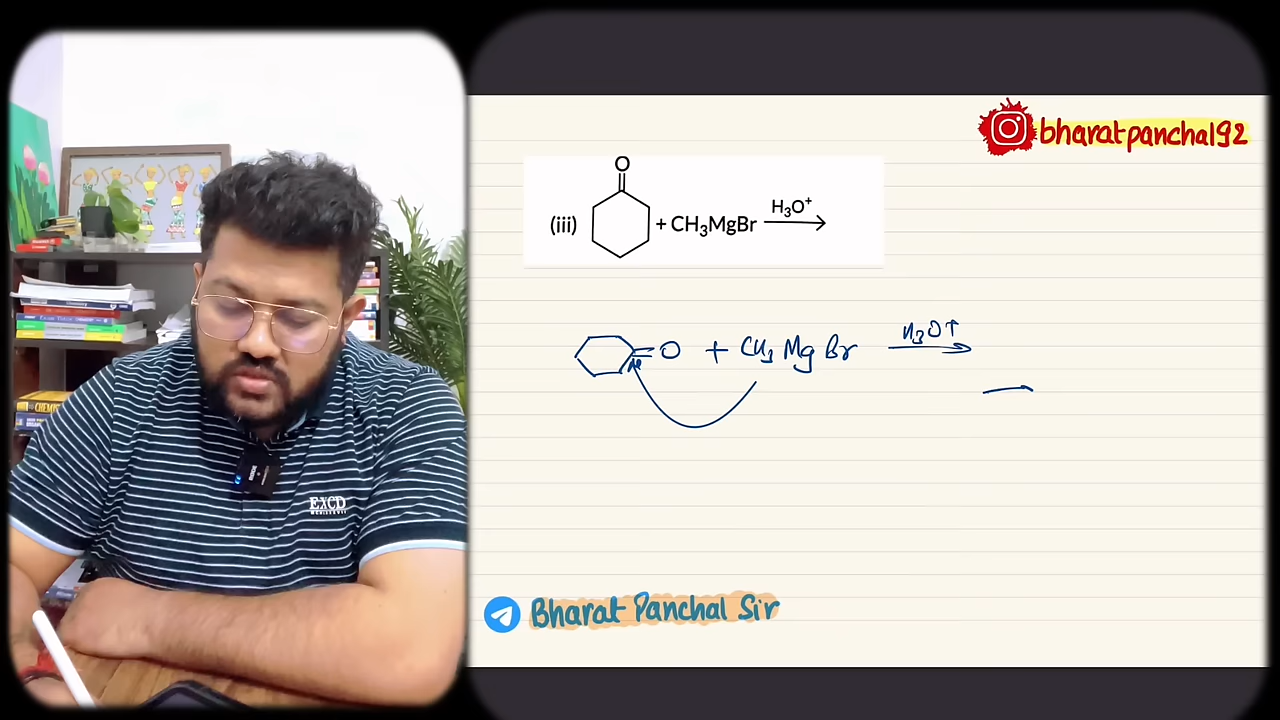 bharatpanchal92
O
(iii) + CH₃MgBr H₃O⁺
=O + CH₃ Mg Br H₃O↑
EXCD
Bharat Panchal Sir